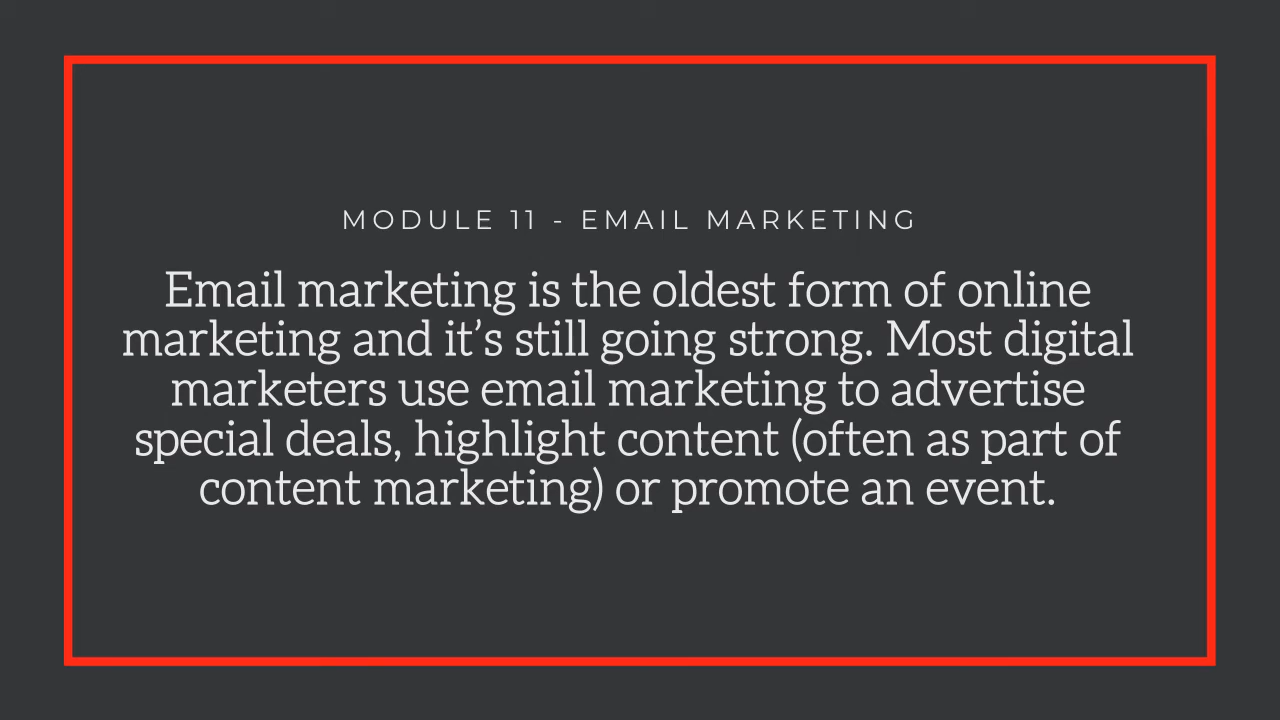 MODULE 11 - EMAIL MARKETING
Email marketing is the oldest form of online
marketing and it’s still going strong. Most digital
marketers use email marketing to advertise
special deals, highlight content (often as part of
content marketing) or promote an event.